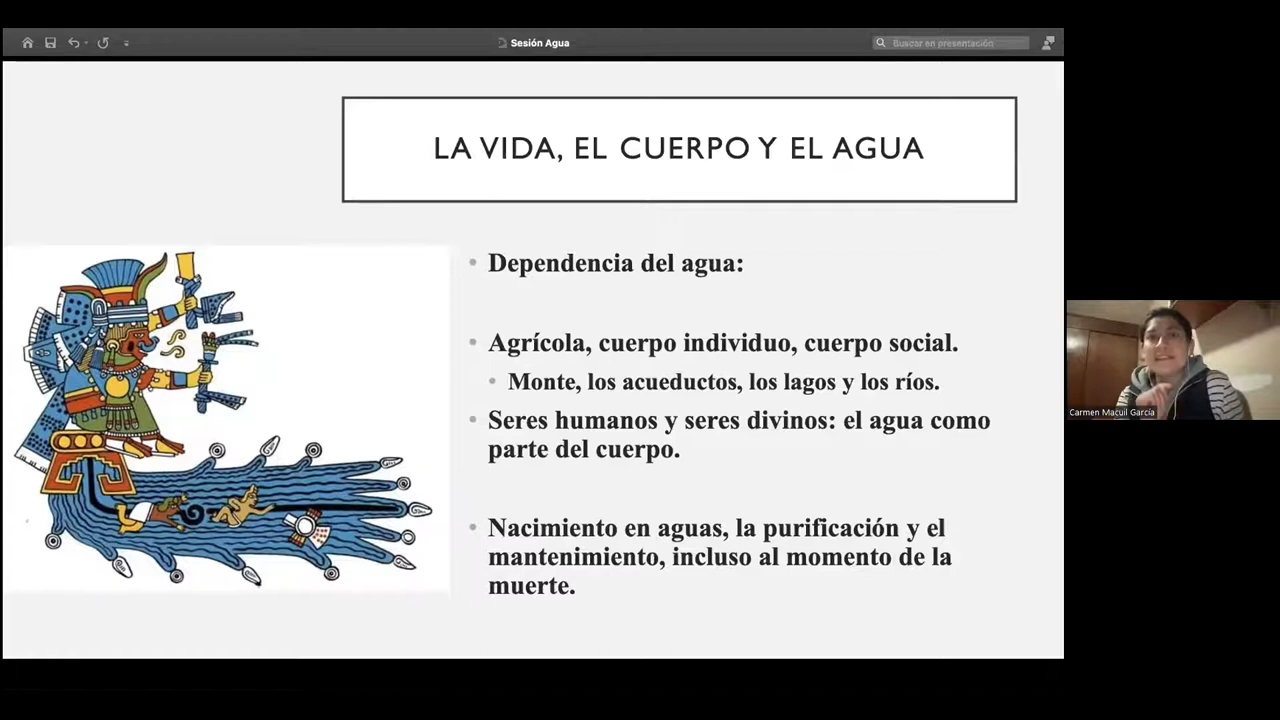 Sesión Agua
Buscar en presentación
LA VIDA, EL CUERPO Y EL AGUA
• Dependencia del agua:
• Agrícola, cuerpo individuo, cuerpo social.
• Monte, los acueductos, los lagos y los ríos.
• Seres humanos y seres divinos: el agua como
parte del cuerpo.
• Nacimiento en aguas, la purificación y el
mantenimiento, incluso al momento de la
muerte.
Carmen Macuil García